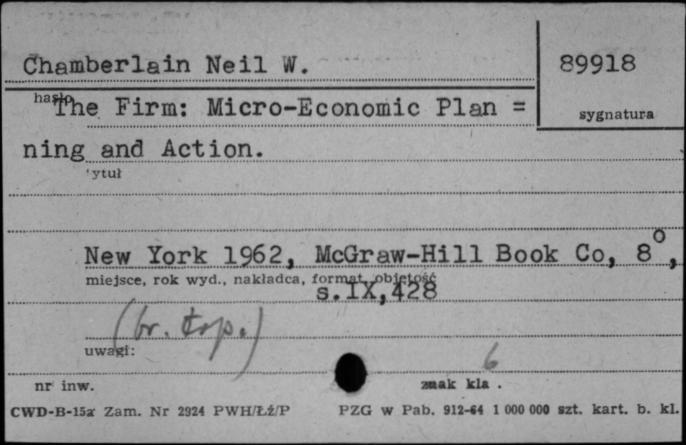 Chamberlain Neil W.
89918
hasło
The Firm: Micro-Economic Plan =
sygnatura
ning and Action.
tytuł
New York 1962, McGraw-Hill Book Co, 8°,
miejsce, rok wyd., nakładca, format, objętość
s.IX,428
(br. )
uwagi:
6
nr inw.
znak kla .
CWD-B-15a Zam. Nr 2924 PWH/ŁŻ/P
PZG w Pab. 912-64 1 000 000 szt. kart. b. kl.